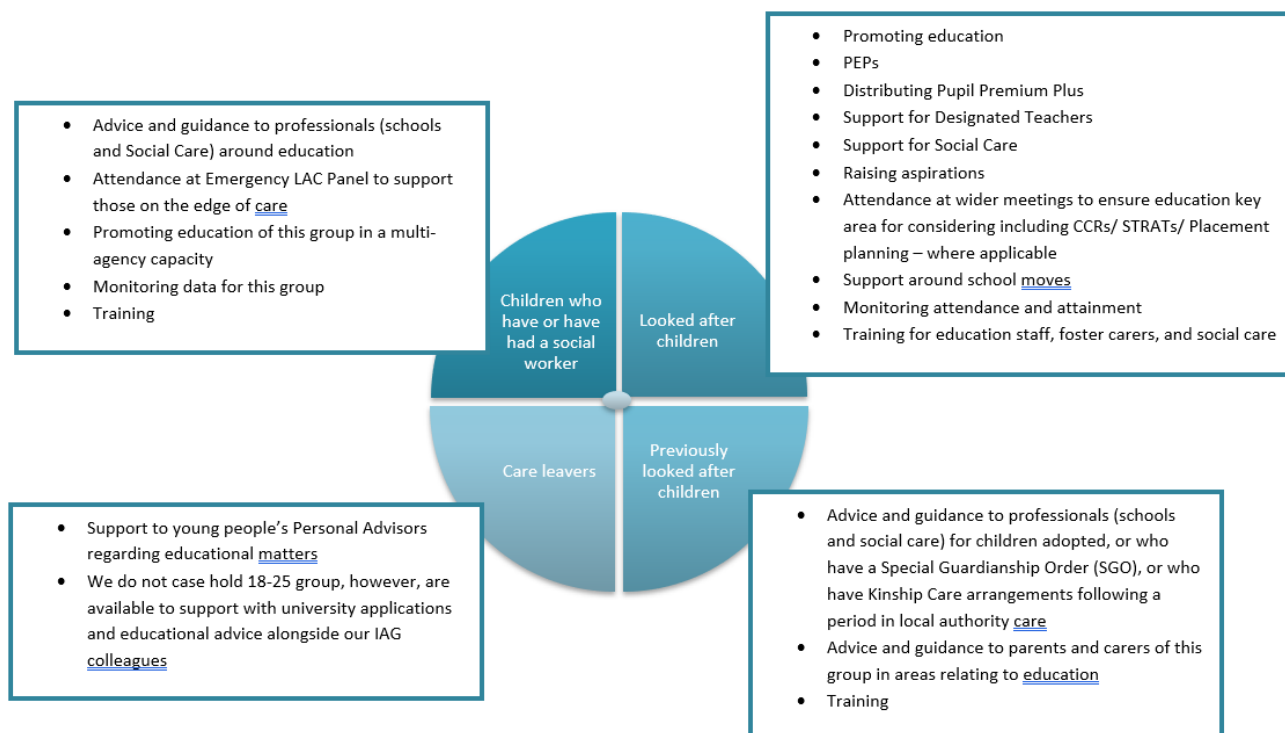 • Advice and guidance to professionals (schools
and Social Care) around education
• Attendance at Emergency LAC Panel to support
those on the edge of care
• Promoting education of this group in a multi-
agency capacity
• Monitoring data for this group
• Training
• Promoting education
• PEPs
• Distributing Pupil Premium Plus
• Support for Designated Teachers
• Support for Social Care
• Raising aspirations
• Attendance at wider meetings to ensure education key
area for considering including CCRs/ STRATs/ Placement
planning – where applicable
• Support around school moves
• Monitoring attendance and attainment
• Training for education staff, foster carers, and social care
Children who
have or have
had a social
worker
Looked after
children
Care leavers
Previously
looked after
children
• Support to young people’s Personal Advisors
regarding educational matters
• We do not case hold 18-25 group, however, are
available to support with university applications
and educational advice alongside our IAG
colleagues
• Advice and guidance to professionals (schools
and social care) for children adopted, or who
have a Special Guardianship Order (SGO), or who
have Kinship Care arrangements following a
period in local authority care
• Advice and guidance to parents and carers of this
group in areas relating to education
• Training